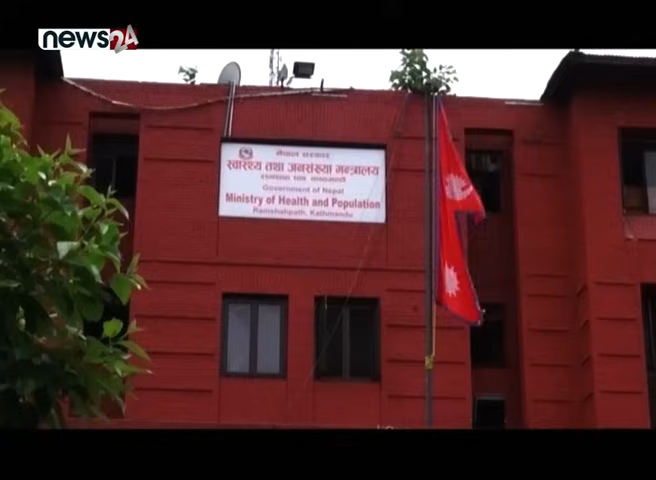 news24
नेपाल सरकार
स्वास्थ्य तथा जनसंख्या मन्त्रालय
Government of Nepal
Ministry of Health and Population
Ramshahpath, Kathmandu